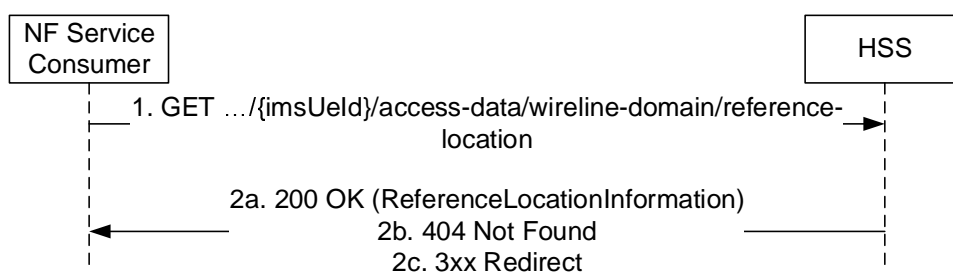 NF Service
Consumer
HSS
1. GET …/{imsUeId}/access-data/wireline-domain/reference-
location
2a. 200 OK (ReferenceLocationInformation)
2b. 404 Not Found
2c. 3xx Redirect